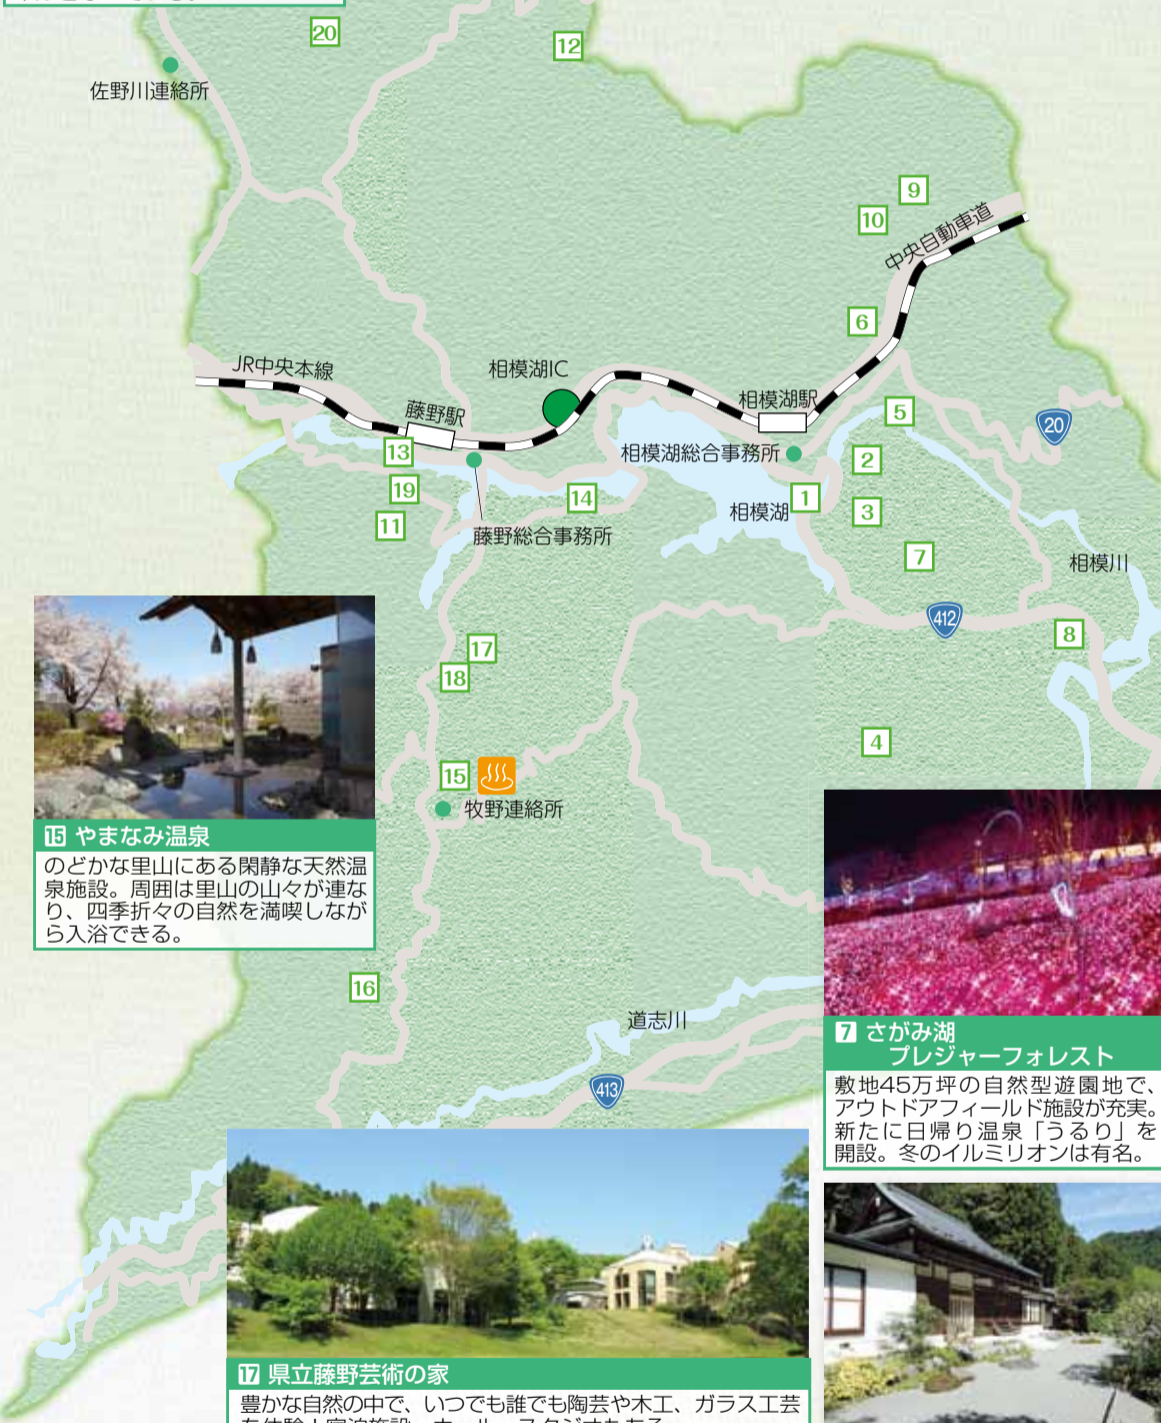 20
12
佐野川連絡所
9
10
中央自動車道
6
JR中央本線
相模湖IC
藤野駅
相模湖駅
5
20
13
相模湖総合事務所
2
19
14
1
相模湖
3
11
藤野総合事務所
7
相模川
412
8
17
18
4
15
牧野連絡所
15 やまなみ温泉
のどかな里山にある閑静な天然温
泉施設。周囲は里山の山々が連な
り、四季折々の自然を満喫しなが
ら入浴できる。
16
道志川
413
7 さがみ湖
プレジャーフォレスト
敷地45万坪の自然型遊園地で、
アウトドアフィールド施設が充実。
新たに日帰り温泉「うるり」を
開設。冬のイルミリオンは有名。
17 県立藤野芸術の家
豊かな自然の中で、いつでも誰でも陶芸や木工、ガラス工芸